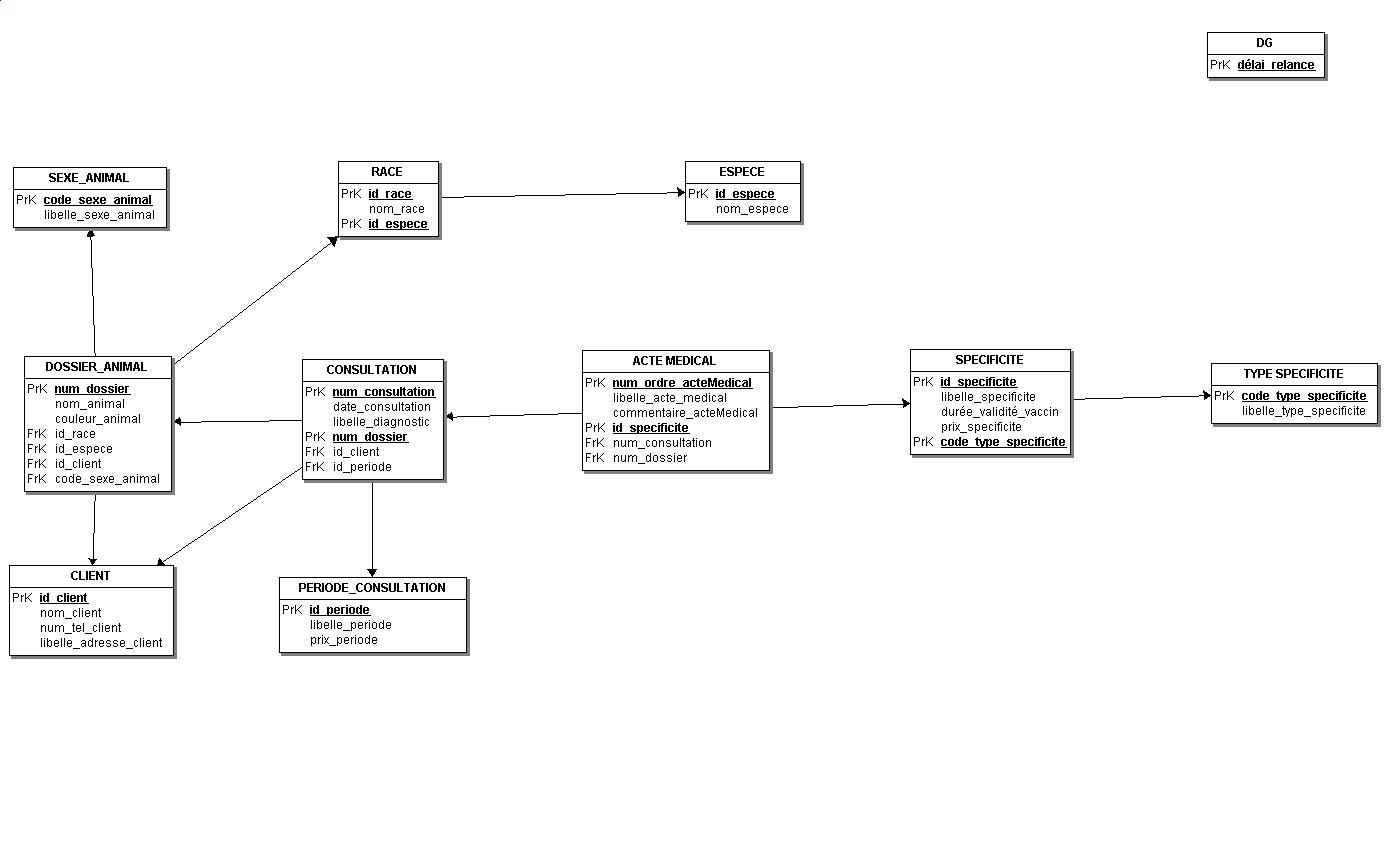 DG
PrK délai_relance
SEXE_ANIMAL
PrK code_sexe_animal
libelle_sexe_animal
RACE
PrK id_race
nom_race
PrK id_espece
ESPECE
PrK id_espece
nom_espece
DOSSIER_ANIMAL
PrK num_dossier
nom_animal
couleur_animal
FrK id_race
FrK id_espece
FrK id_client
FrK code_sexe_animal
CONSULTATION
PrK num_consultation
date_consultation
libelle_diagnostic
PrK num_dossier
FrK id_client
FrK id_periode
ACTE MEDICAL
PrK num_ordre_acteMedical
libelle_acte_medical
commentaire_acteMedical
PrK id_specificite
FrK num_consultation
FrK num_dossier
SPECIFICITE
PrK id_specificite
libelle_specificite
durée_validité_vaccin
prix_specificite
PrK code_type_specificite
TYPE SPECIFICITE
PrK code_type_specificite
libelle_type_specificite
CLIENT
PrK id_client
nom_client
num_tel_client
libelle_adresse_client
PERIODE_CONSULTATION
PrK id_periode
libelle_periode
prix_periode